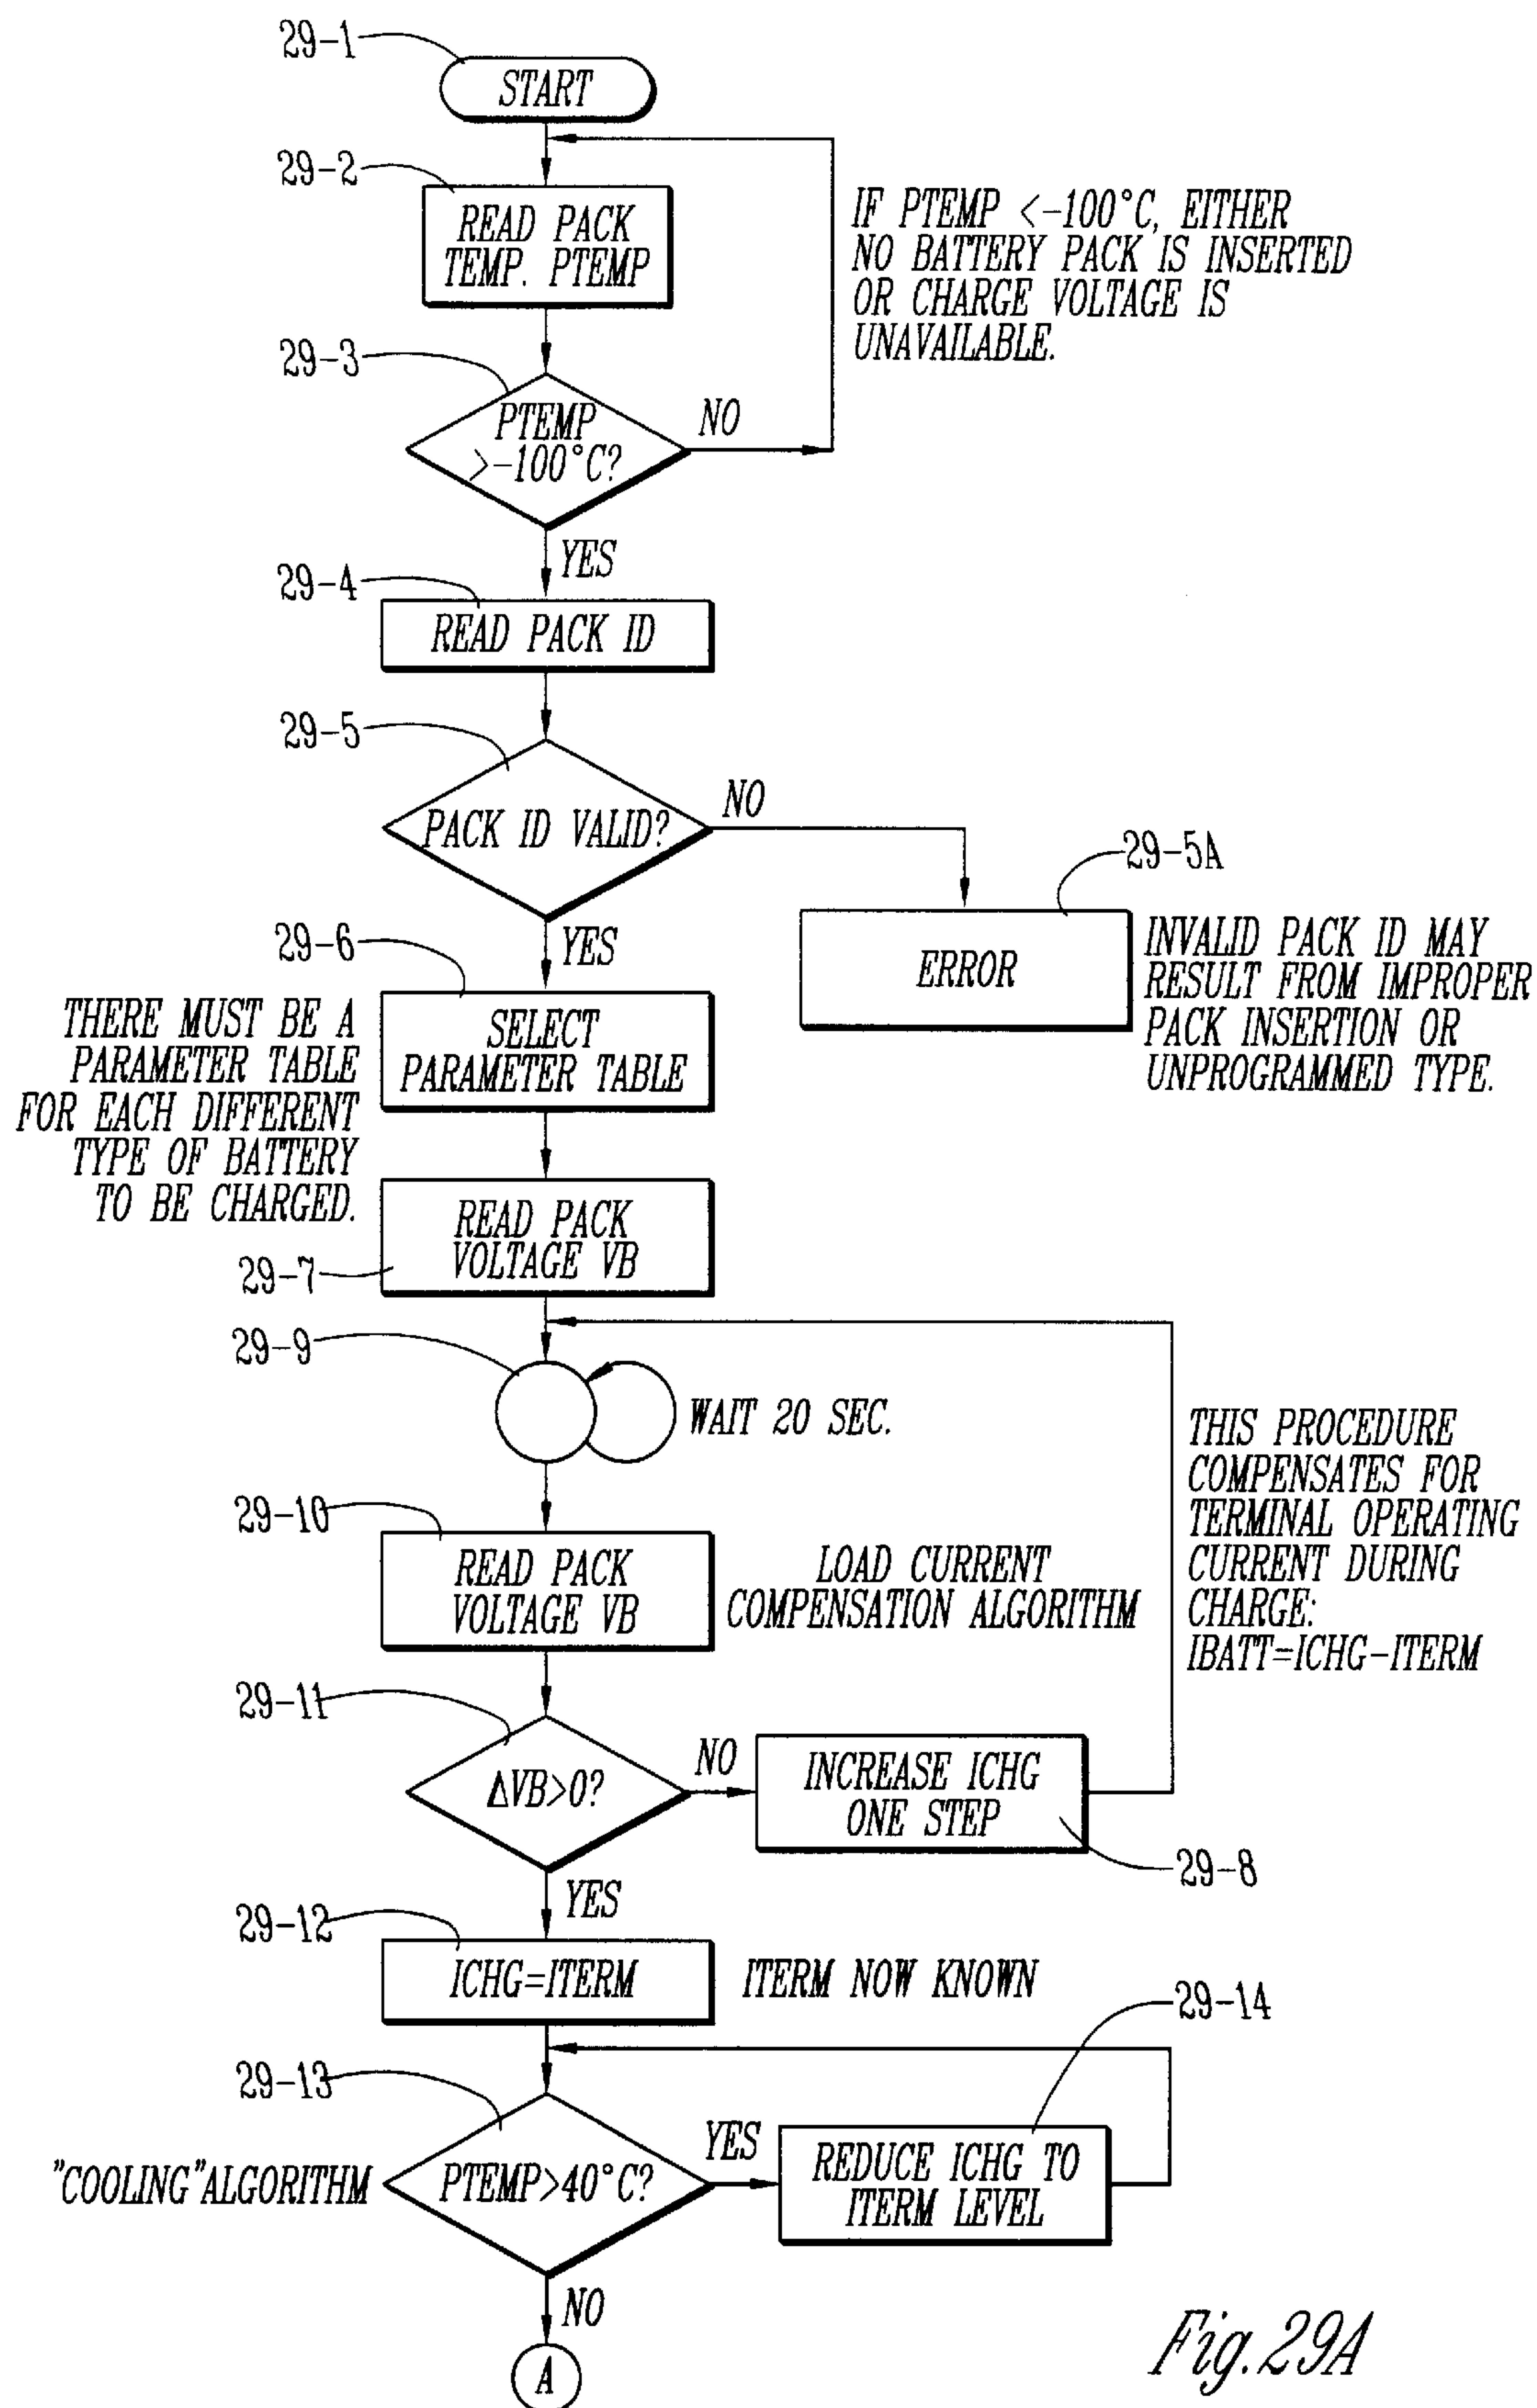 29-1
START
29-2
READ PACK
TEMP. PTEMP
IF PTEMP <-100°C, EITHER
NO BATTERY PACK IS INSERTED
OR CHARGE VOLTAGE IS
UNAVAILABLE.
29-3
PTEMP
>-100°C?
NO
YES
29-4
READ PACK ID
29-5
PACK ID VALID?
NO
29-5A
ERROR
INVALID PACK ID MAY
RESULT FROM IMPROPER
PACK INSERTION OR
UNPROGRAMMED TYPE.
YES
29-6
SELECT
PARAMETER TABLE
THERE MUST BE A
PARAMETER TABLE
FOR EACH DIFFERENT
TYPE OF BATTERY
TO BE CHARGED.
READ PACK
VOLTAGE VB
29-7
29-9
WAIT 20 SEC.
THIS PROCEDURE
COMPENSATES FOR
TERMINAL OPERATING
CURRENT DURING
CHARGE:
IBATT=ICHG-ITERM
29-10
READ PACK
VOLTAGE VB
LOAD CURRENT
COMPENSATION ALGORITHM
29-11
ΔVB>0?
NO
INCREASE ICHG
ONE STEP
29-8
YES
29-12
ICHG=ITERM
ITERM NOW KNOWN
29-14
29-13
"COOLING"ALGORITHM
PTEMP>40°C?
YES
REDUCE ICHG TO
ITERM LEVEL
NO
A
Fig.29A